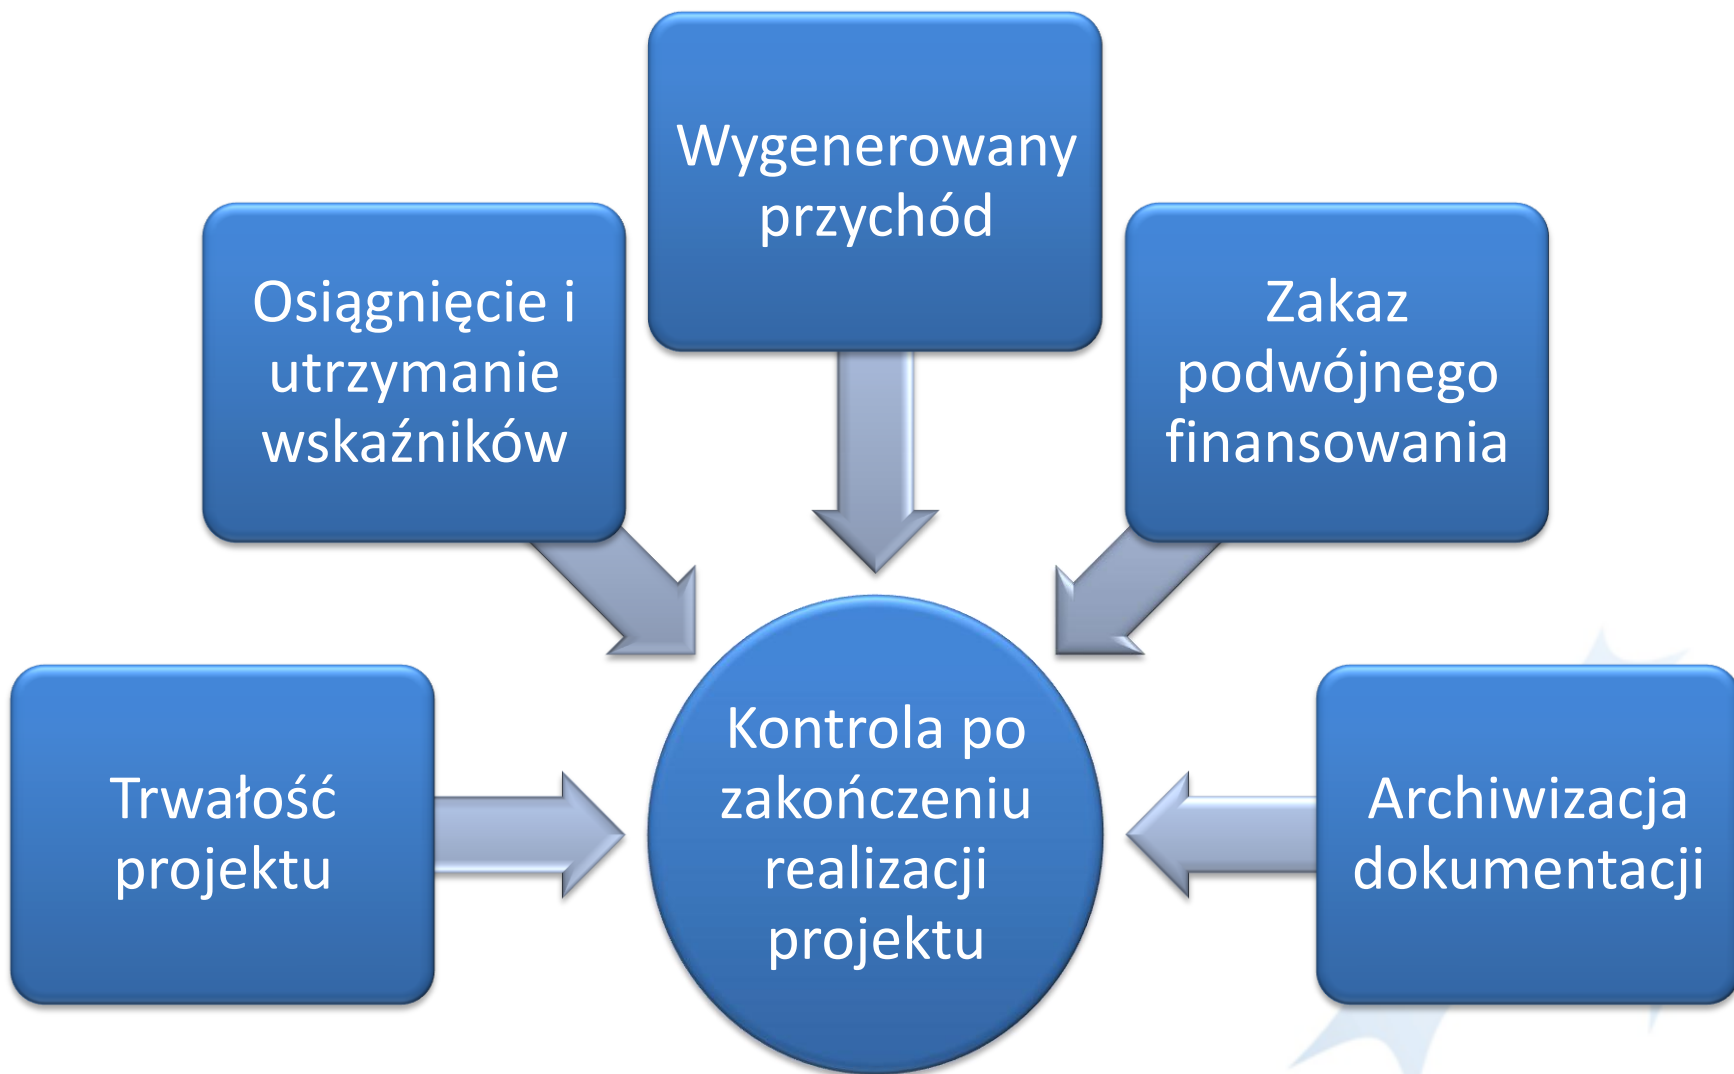 Wygenerowany
przychód
Osiągnięcie i
utrzymanie
wskaźników
Zakaz
podwójnego
finansowania
Trwałość
projektu
Kontrola po
zakończeniu
realizacji
projektu
Archiwizacja
dokumentacji